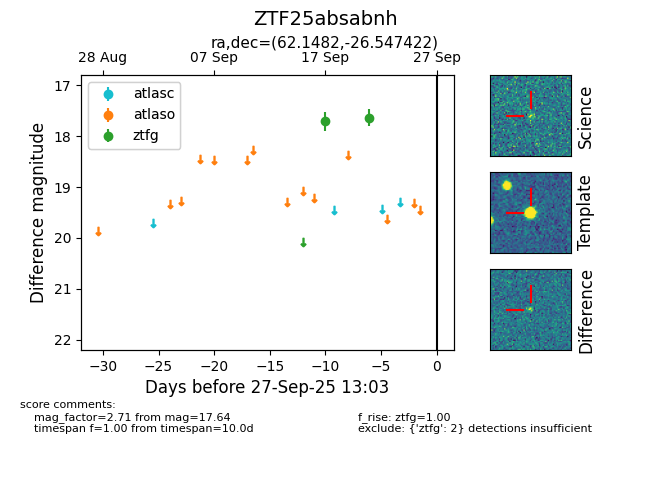 ZTF25absabnh
ra,dec=(62.1482,-26.547422)
28 Aug 07 Sep 17 Sep 27 Sep
17
18
19
20
21
22
Difference magnitude
atlasc
atlaso
ztfg
−30 −25 −20 −15 −10 −5 0
Days before 27-Sep-25 13:03
Science
Template
Difference
score comments:
mag_factor=2.71 from mag=17.64
timespan f=1.00 from timespan=10.0d
f_rise: ztfg=1.00
exclude: {'ztfg': 2} detections insufficient